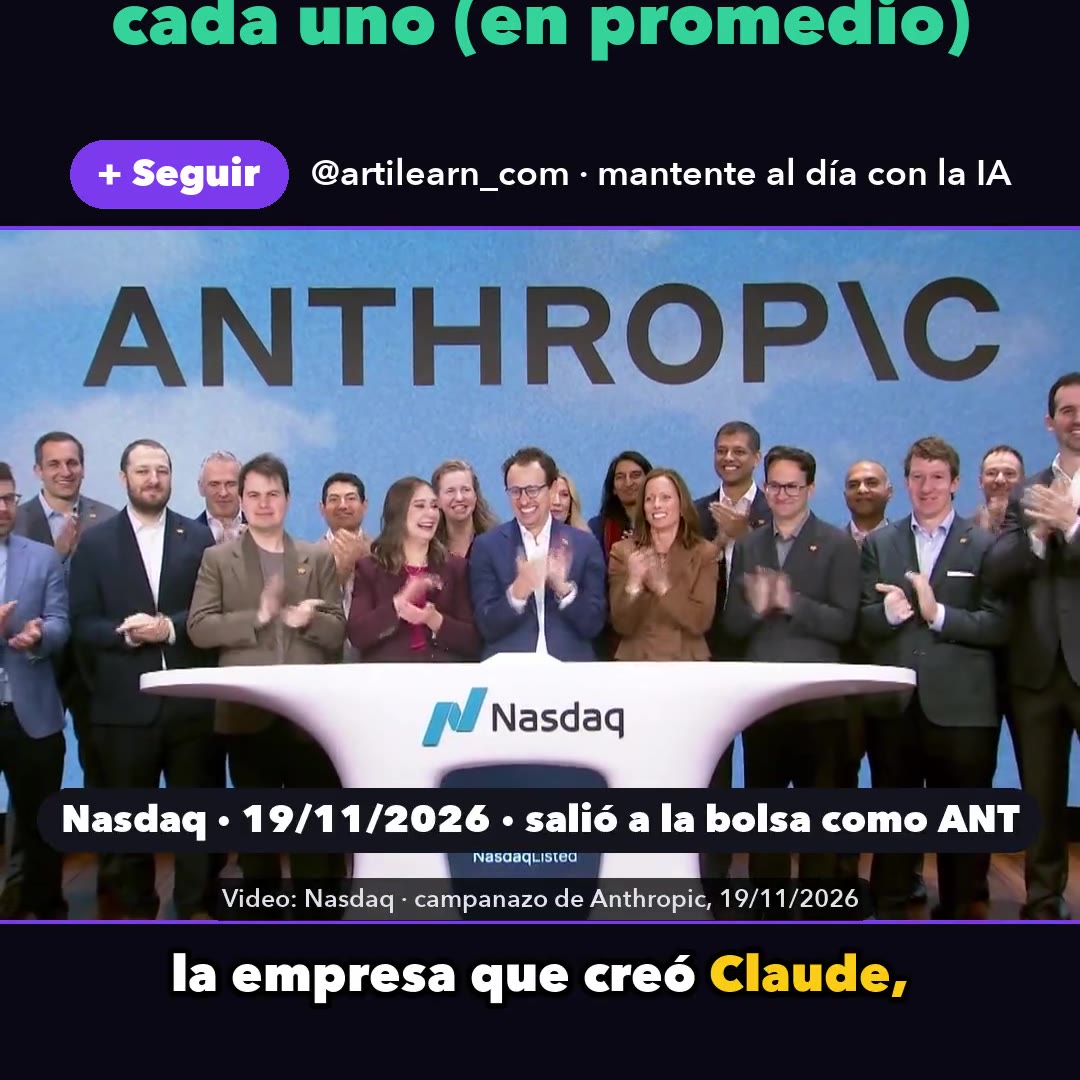 cada uno (en promedio)
+ Seguir @artilearn_com · mantente al día con la IA
ANTHROP\C
Nasdaq
Nasdaq · 19/11/2026 · salió a la bolsa como ANT
NasdaqListed
Video: Nasdaq · campanazo de Anthropic, 19/11/2026
la empresa que creó Claude,